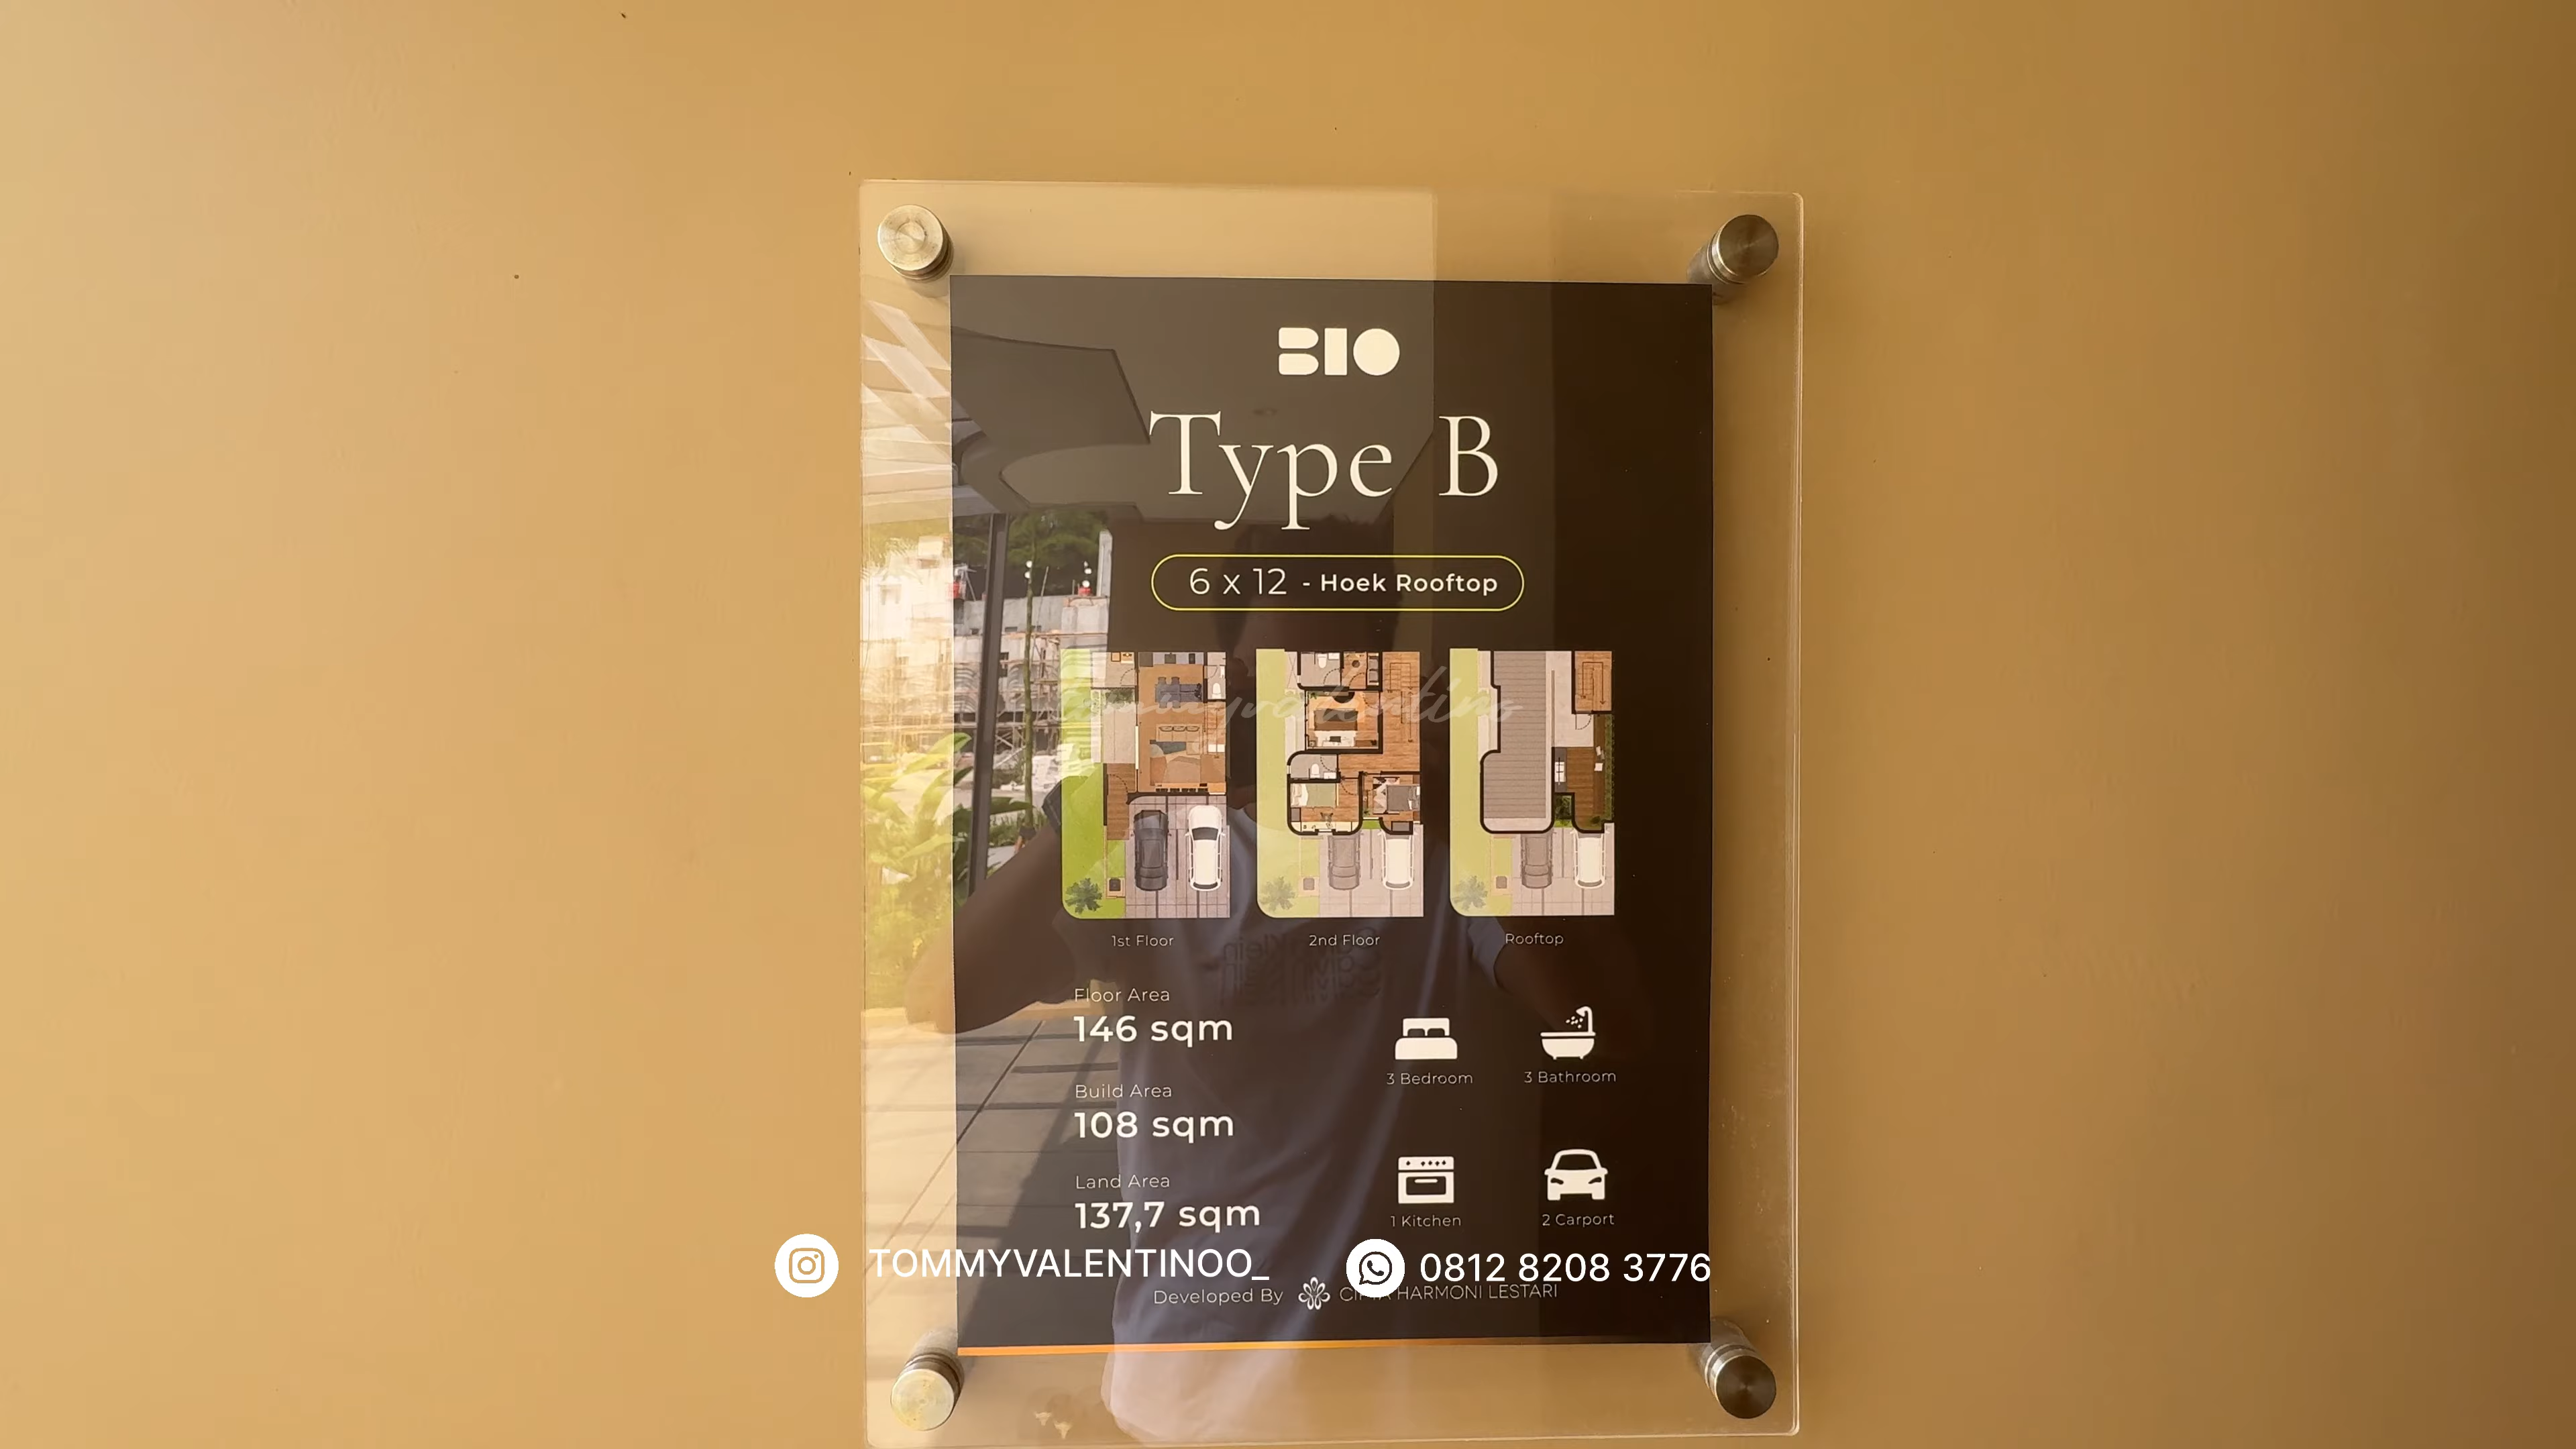 BIO
Type B
6 x 12 - Hoek Rooftop
tommyvalentino
1st Floor
2nd Floor
Rooftop
Floor Area
146 sqm
3 Bedroom
3 Bathroom
Build Area
108 sqm
Land Area
137,7 sqm
1 Kitchen
2 Carport
TOMMYVALENTINOO_
0812 8208 3776
Developed By
HARMONI LESTARI